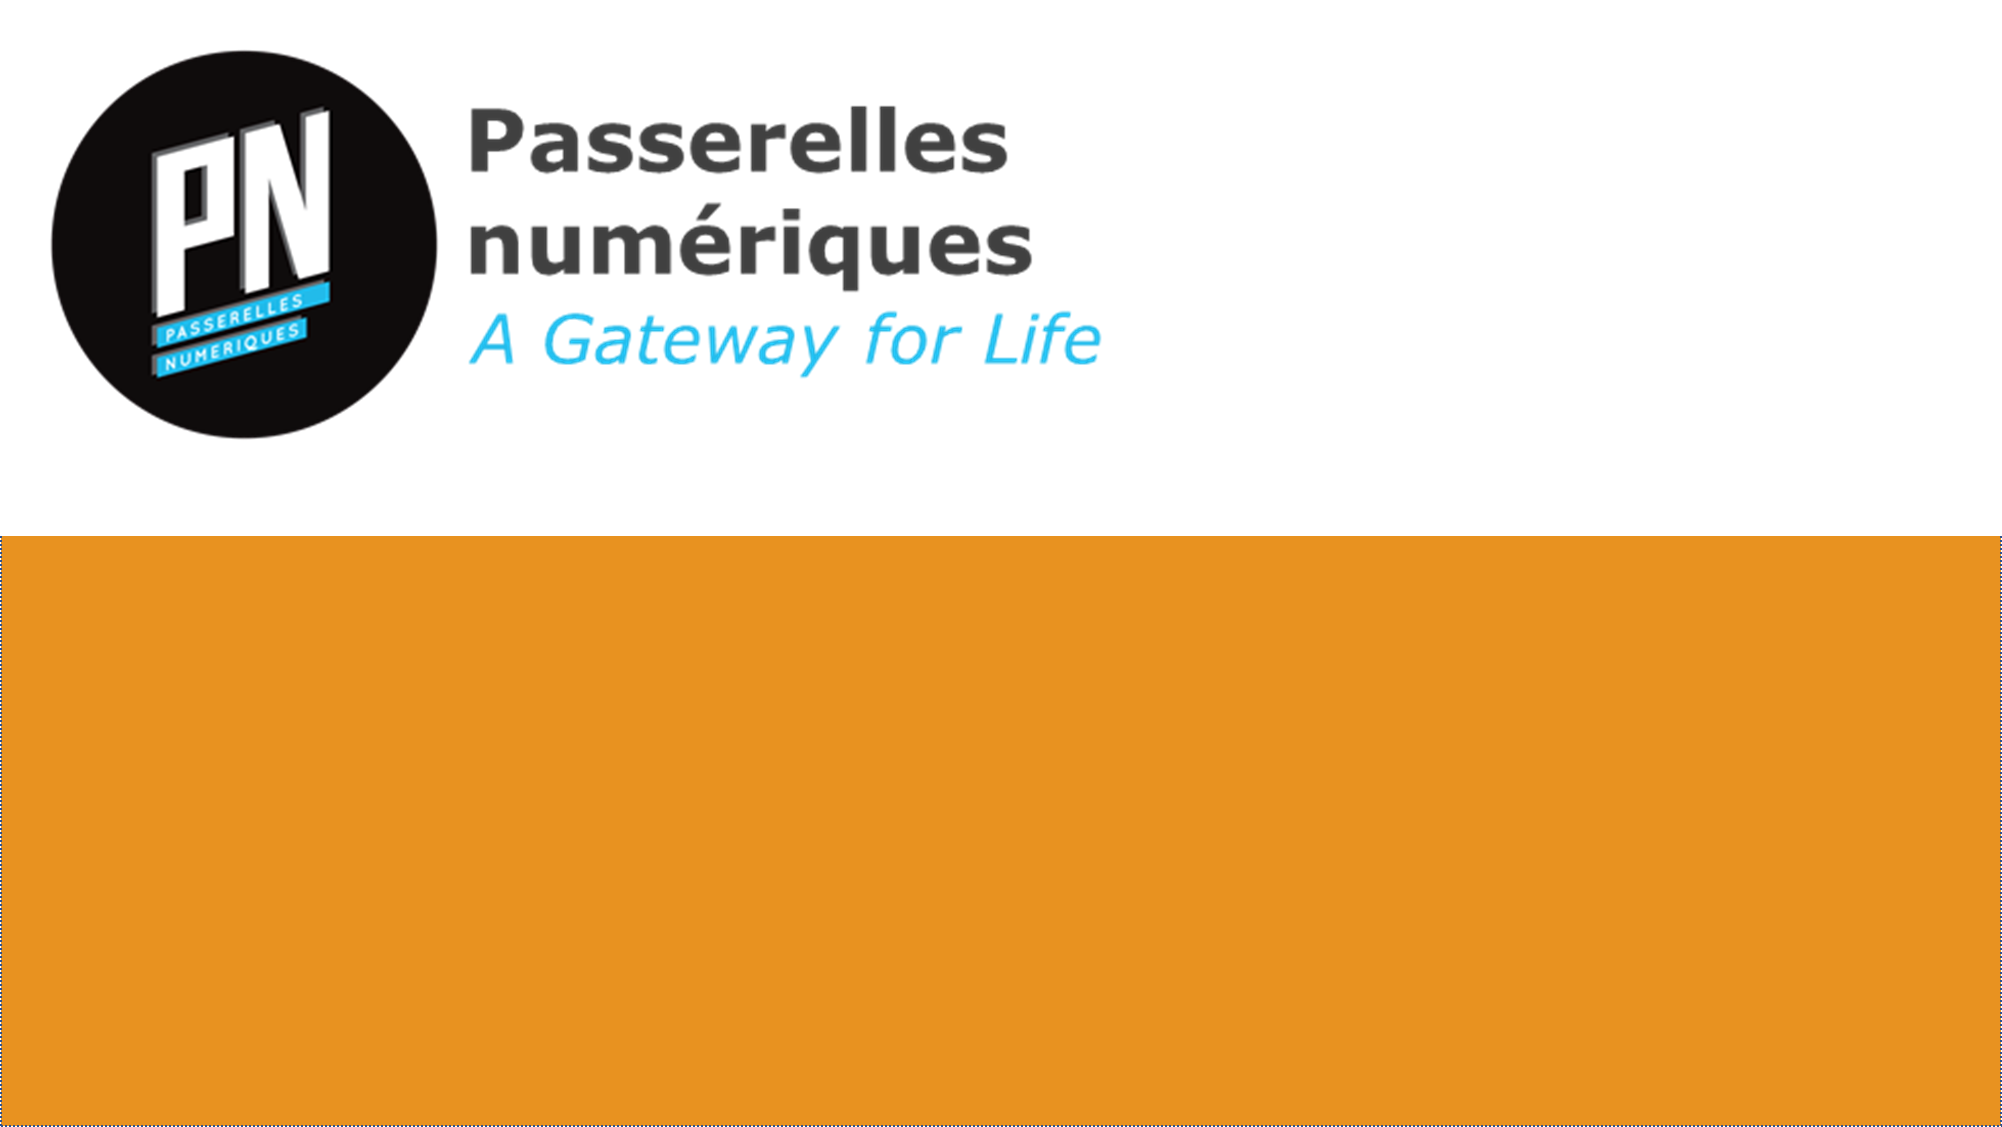 PN
PASSERELLES
NUMERIQUES
Passerelles
numériques
A Gateway for Life